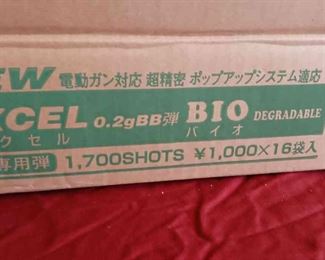 EW 電動ガン対応 超精密 ポップアップシステム適応
XCEL 0.2gBB弾 BIO DEGRADABLE
クセル バイオ
専用弾 1,700SHOTS ¥1,000×16袋入